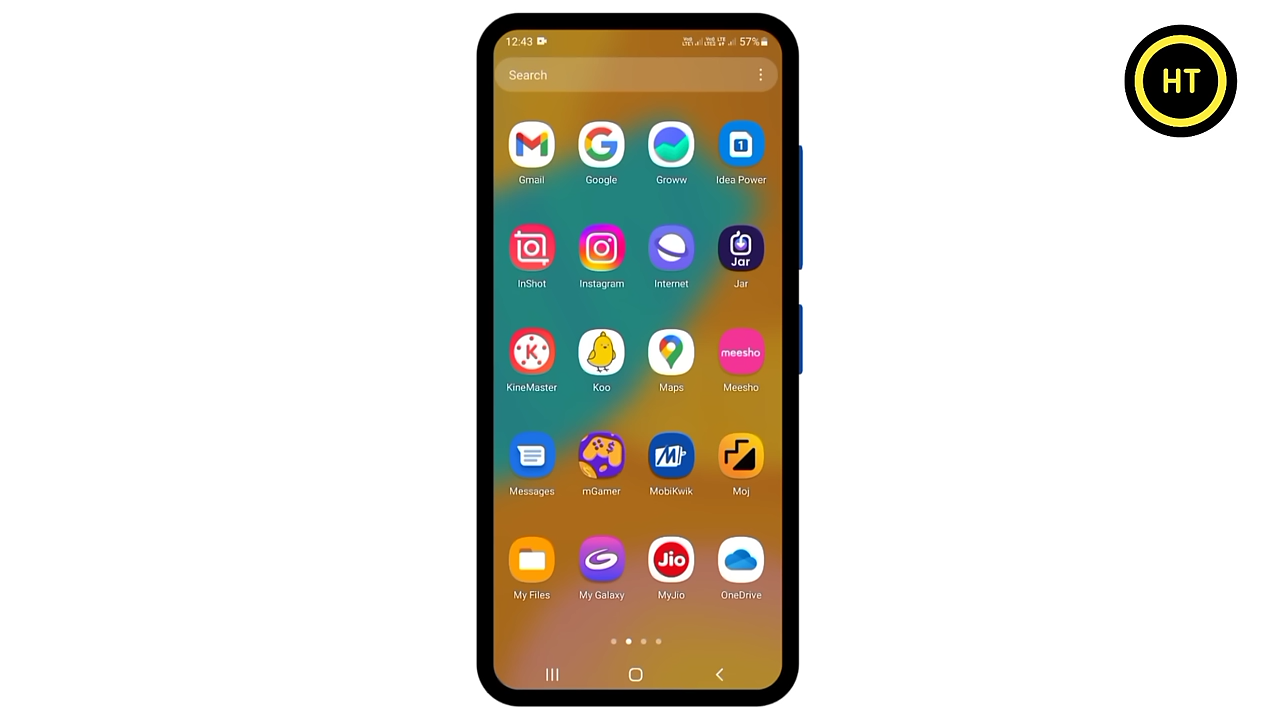 12:43
57%
HT
Search
Gmail
Google
Groww
Idea Power
1
InShot
Instagram
Internet
Jar
Jar
KineMaster
K
Koo
Maps
meesho
Meesho
Messages
mGamer
MobiKwik
Moj
Jio
My Files
My Galaxy
MyJio
OneDrive